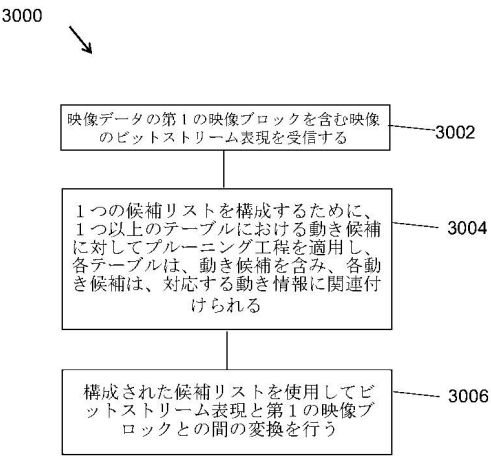 3000
映像データの第1の映像ブロックを含む映像
のビットストリーム表現を受信する
3002
1つの候補リストを構成するために、
1つ以上のテーブルにおける動き候補
に対してプルーニング工程を適用し、
各テーブルは、動き候補を含み、各動
き候補は、対応する動き情報に関連付
けられる
3004
構成された候補リストを使用してビ
ットストリーム表現と第1の映像ブ
ロックとの間の変換を行う
3006